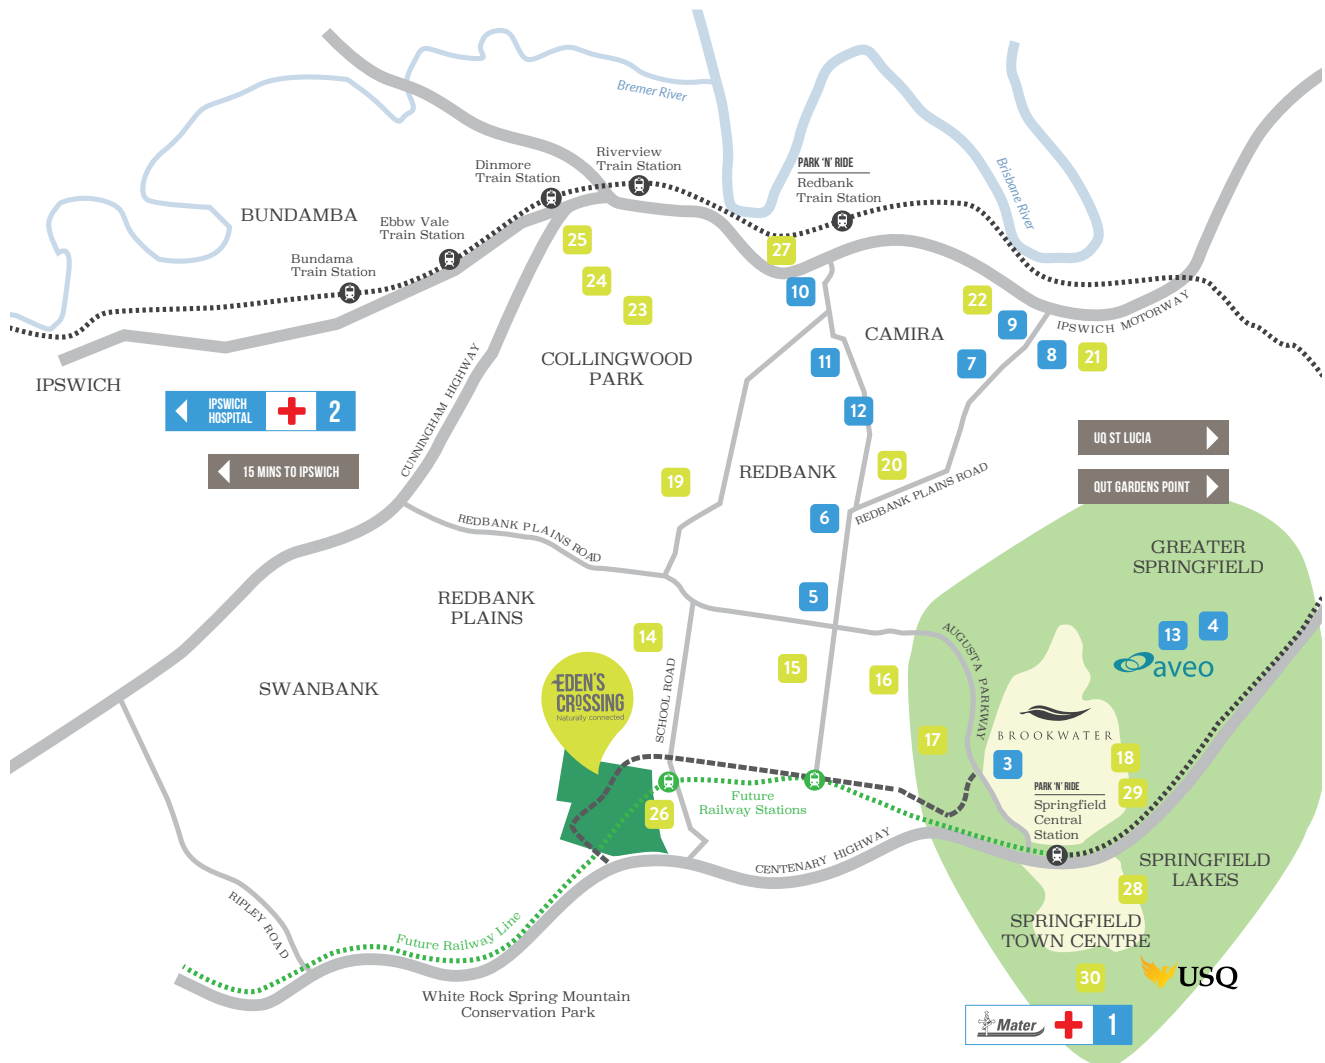 Bremer River
Dinmore
Train Station
Riverview
Train Station
PARK 'N' RIDE
Redbank
Train Station
Brisbane River
BUNDAMBA
Ebbw Vale
Train Station
Bundama
Train Station
25
27
24
10
22
23
9
IPSWICH MOTORWAY
CAMIRA
8
21
11
7
COLLINGWOOD
PARK
IPSWICH
CUNNINGHAM HIGHWAY
IPSWICH
HOSPITAL
2
12
UQ ST LUCIA
15 MINS TO IPSWICH
REDBANK
20
19
QUT GARDENS POINT
REDBANK PLAINS ROAD
REDBANK PLAINS ROAD
6
GREATER
SPRINGFIELD
REDBANK
PLAINS
5
14
AUGUSTA PARKWAY
13
4
aveo
15
16
SWANBANK
EDEN'S
CROSSING
Naturally connected
SCHOOL ROAD
BROOKWATER
17
3
18
PARK 'N' RIDE
Springfield
Central
Station
29
Future
Railway Stations
26
CENTENARY HIGHWAY
SPRINGFIELD
LAKES
28
RIPLEY ROAD
Future Railway Line
SPRINGFIELD
TOWN CENTRE
30
USQ
White Rock Spring Mountain
Conservation Park
Mater
1